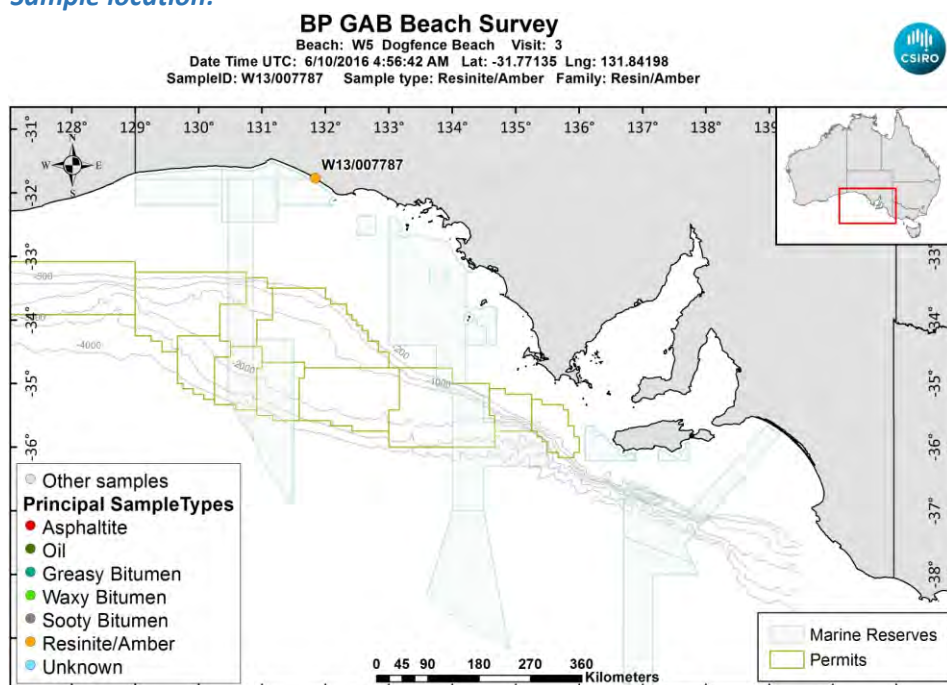 Sample location:
BP GAB Beach Survey
Beach: W5 Dogfence Beach Visit: 3
Date Time UTC: 6/10/2016 4:56:42 AM Lat: -31.77135 Lng: 131.84198
SampleID: W13/007787 Sample type: Resinite/Amber Family: Resin/Amber
CSIRO
128° 129° 130° 131° 132° 133° 134° 135° 136° 137° 138° 139
-31°
N
W E
S
W13/007787
-32° -32°
-33° -33°
-34° -34°
-35° -35°
-36° -36°
-37° -37°
-38° -38°
-200
-1000
-2000
-4000
Other samples
Principal SampleTypes
Asphaltite
Oil
Greasy Bitumen
Waxy Bitumen
Sooty Bitumen
Resinite/Amber
Unknown
0 45 90 180 270 360
Kilometers
Marine Reserves
Permits